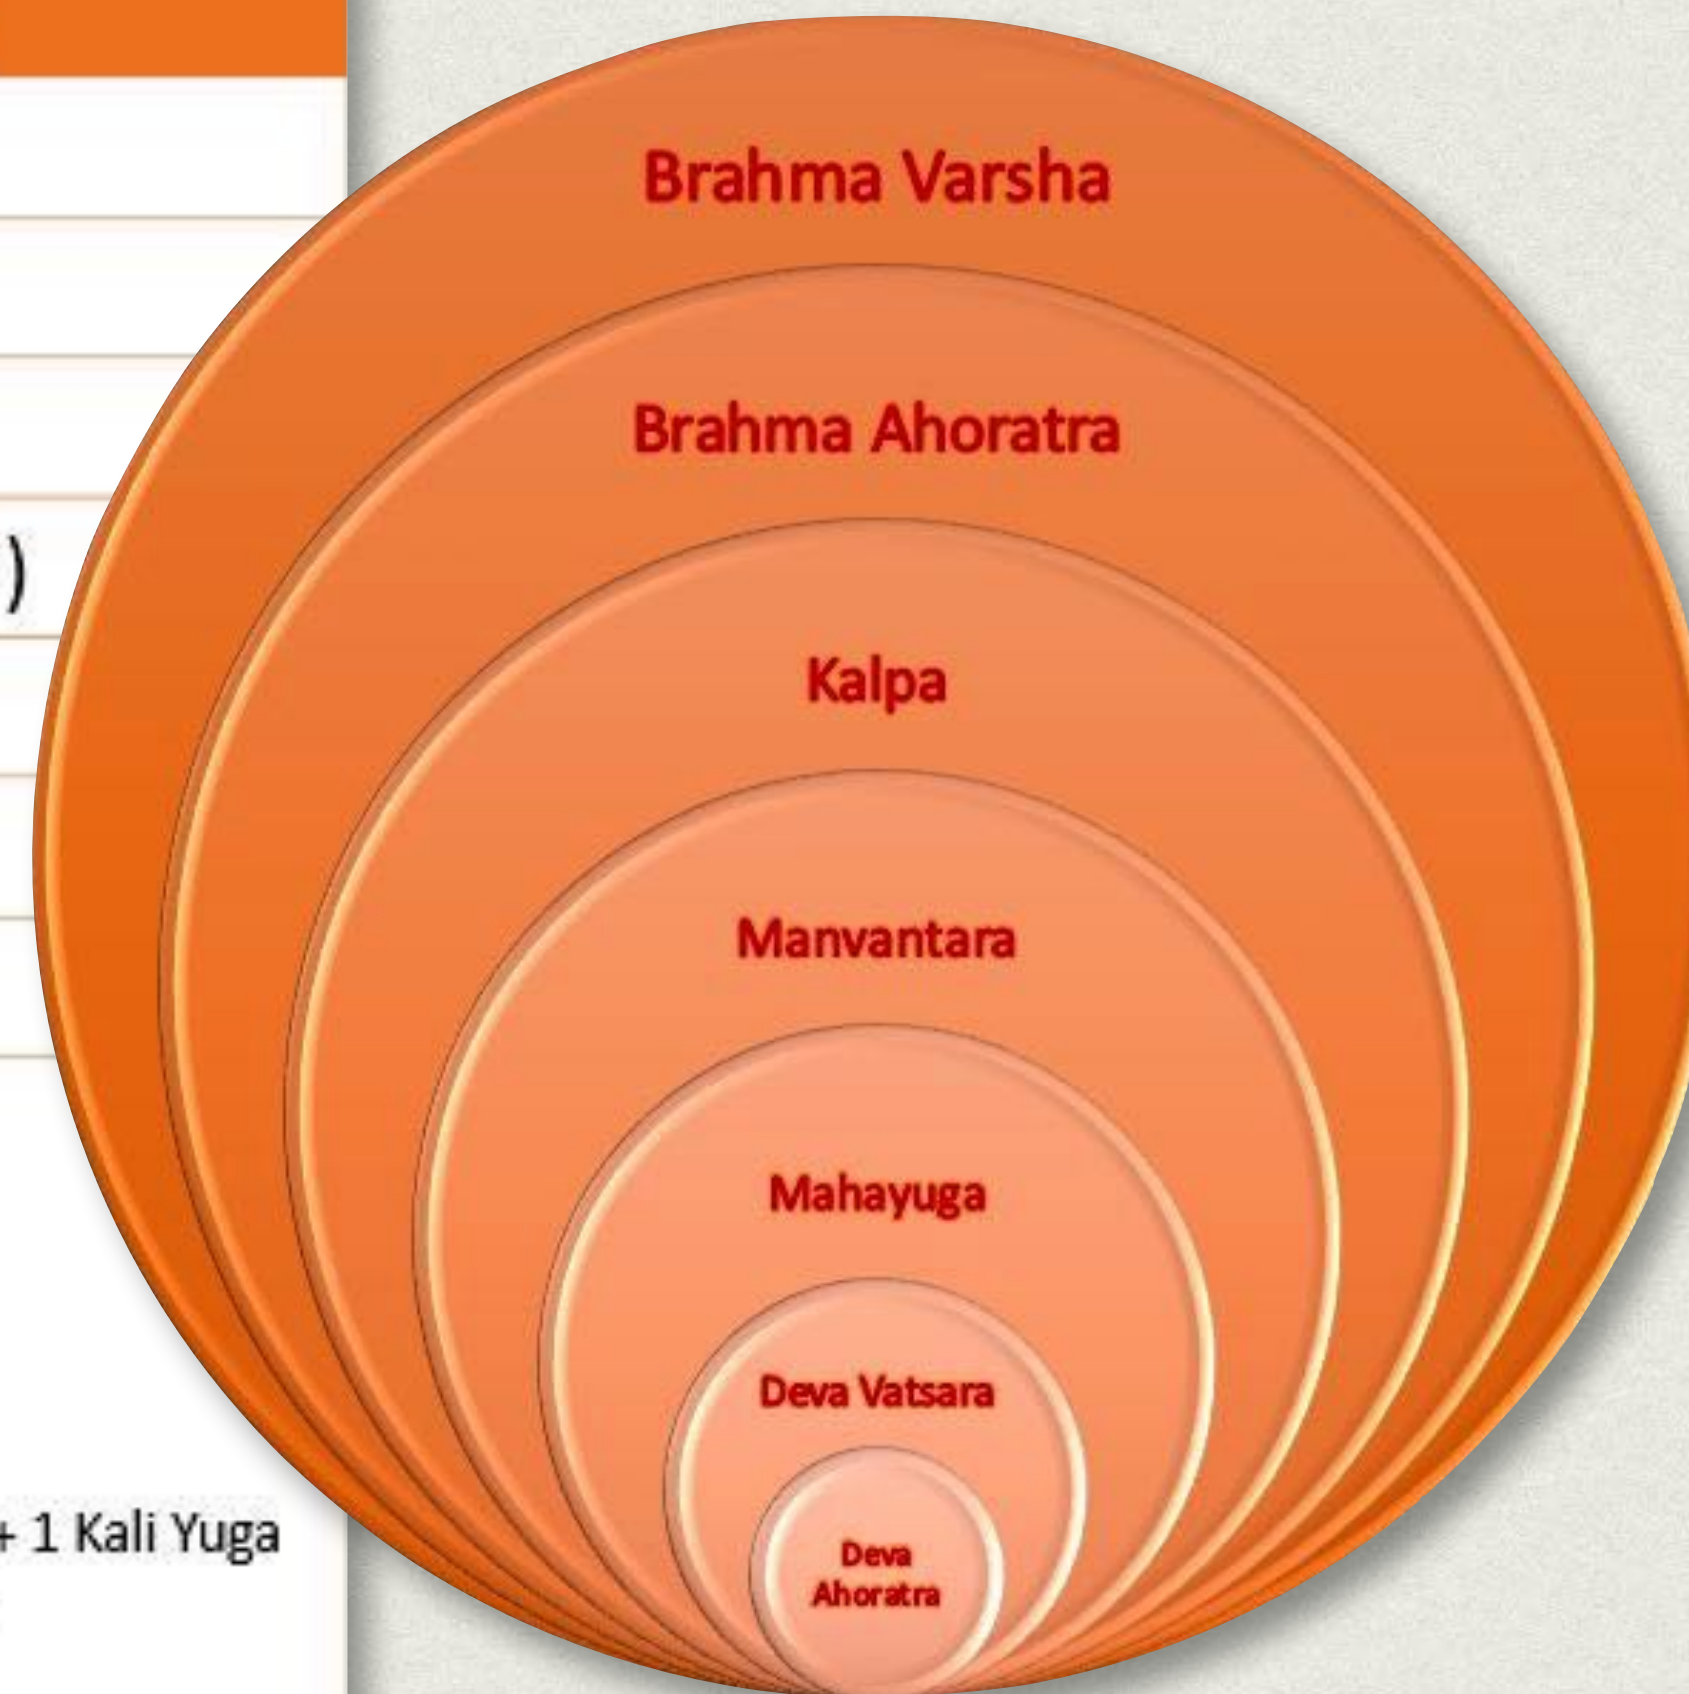 )
+ 1 Kali Yuga
Brahma Varsha
Brahma Ahoratra
Kalpa
Manvantara
Mahayuga
Deva Vatsara
Deva
Ahoratra